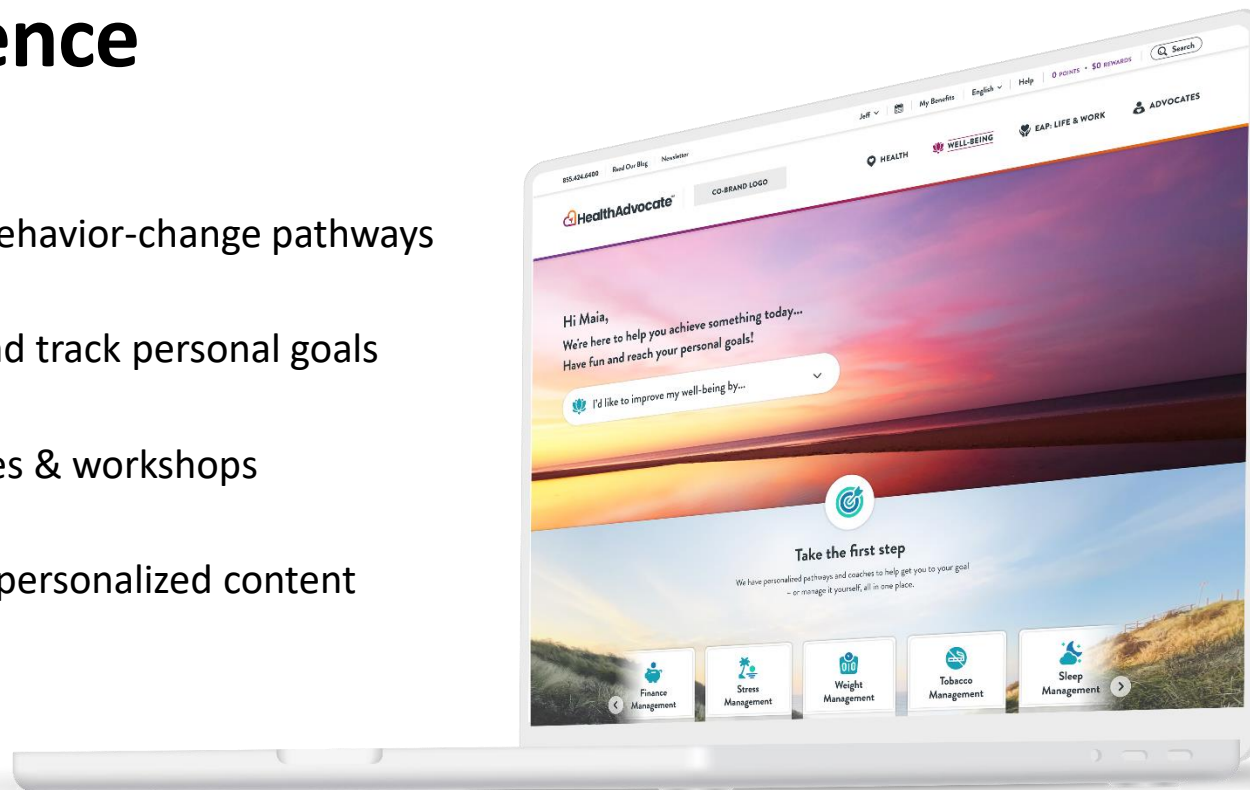 ence
ehavior-change pathways
nd track personal goals
es & workshops
personalized content
855.424.6400 Read Our Blog Newsletter
Jeff My Benefits English Help 0 POINTS - $0 REWARDS Search
HealthAdvocate
CO-BRAND LOGO
HEALTH WELL-BEING EAP: LIFE & WORK ADVOCATES
Hi Maia,
We're here to help you achieve something today...
Have fun and reach your personal goals!
I'd like to improve my well-being by...
Take the first step
We have personalized pathways and coaches to help get you to your goal
– or manage it yourself, all in one place.
Finance
Management
Stress
Management
Weight
Management
Tobacco
Management
Sleep
Management